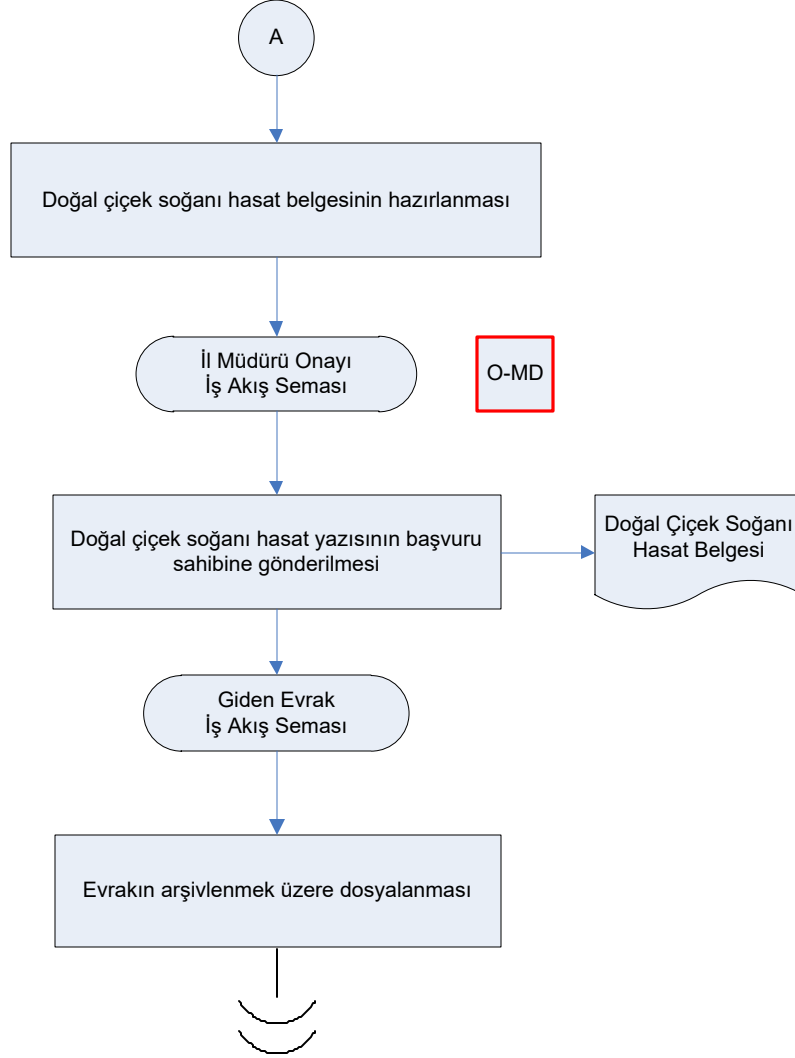 A
Doğal çiçek soğanı hasat belgesinin hazırlanması
İl Müdürü Onayı
İş Akış Seması
O-MD
Doğal çiçek soğanı hasat yazısının başvuru
sahibine gönderilmesi
Doğal Çiçek Soğanı
Hasat Belgesi
Giden Evrak
İş Akış Seması
Evrakın arşivlenmek üzere dosyalanması